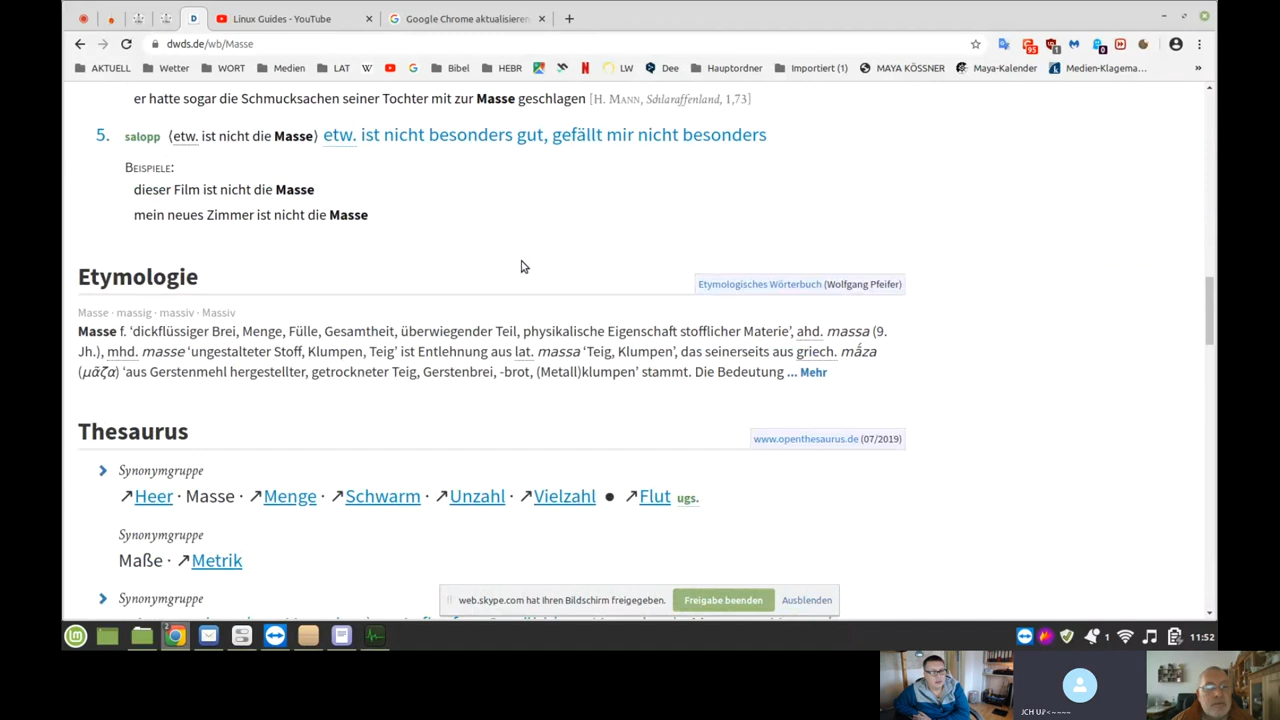 Linux Guides - YouTube
Google Chrome aktualisieren
dwds.de/wb/Masse
AKTUELL Wetter WORT Medien LAT Bibel HEBR LW Dee Hauptordner Importiert (1) MAYA KÖSSNER Maya-Kalender Medien-Klagema... »
er hatte sogar die Schmucksachen seiner Tochter mit zur Masse geschlagen [H. Mann, Schlaraffenland, 1,73]
5. salopp ⟨etw. ist nicht die Masse⟩ etw. ist nicht besonders gut, gefällt mir nicht besonders
Beispiele:
dieser Film ist nicht die Masse
mein neues Zimmer ist nicht die Masse
Etymologie
Etymologisches Wörterbuch (Wolfgang Pfeifer)
Masse · massig · massiv · Massiv
Masse f. ‘dickflüssiger Brei, Menge, Fülle, Gesamtheit, überwiegender Teil, physikalische Eigenschaft stofflicher Materie’, ahd. massa (9.
Jh.), mhd. masse ‘ungestalteter Stoff, Klumpen, Teig’ ist Entlehnung aus lat. massa ‘Teig, Klumpen’, das seinerseits aus griech. mā́za
(μᾶζα) ‘aus Gerstenmehl hergestellter, getrockneter Teig, Gerstenbrei, -brot, (Metall)klumpen’ stammt. Die Bedeutung ... Mehr
Thesaurus
www.openthesaurus.de (07/2019)
Synonymgruppe
↗Heer · Masse · ↗Menge · ↗Schwarm · ↗Unzahl · ↗Vielzahl ● ↗Flut ugs.
Synonymgruppe
Maße · ↗Metrik
Synonymgruppe
web.skype.com hat Ihren Bildschirm freigegeben. Freigabe beenden Ausblenden
1 11:52